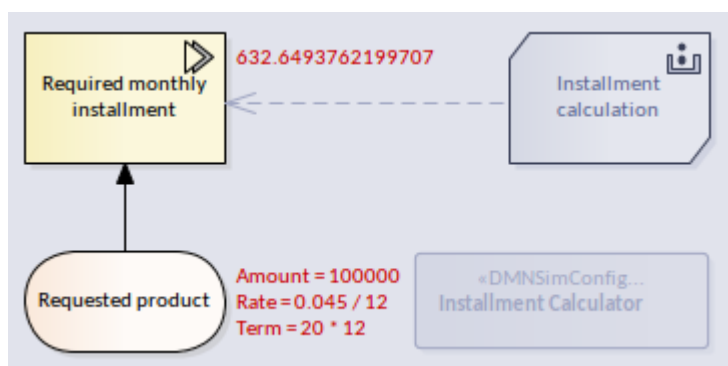 Required monthly
installment
632.6493762199707
Installment
calculation
Requested product
Amount = 100000
Rate = 0.045 / 12
Term = 20 * 12
«DMNSimConfig...
Installment Calculator